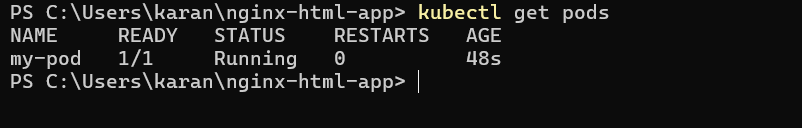 PS C:\Users\karan\nginx-html-app> kubectl get pods
NAME     READY   STATUS    RESTARTS   AGE
my-pod   1/1     Running   0          48s
PS C:\Users\karan\nginx-html-app>